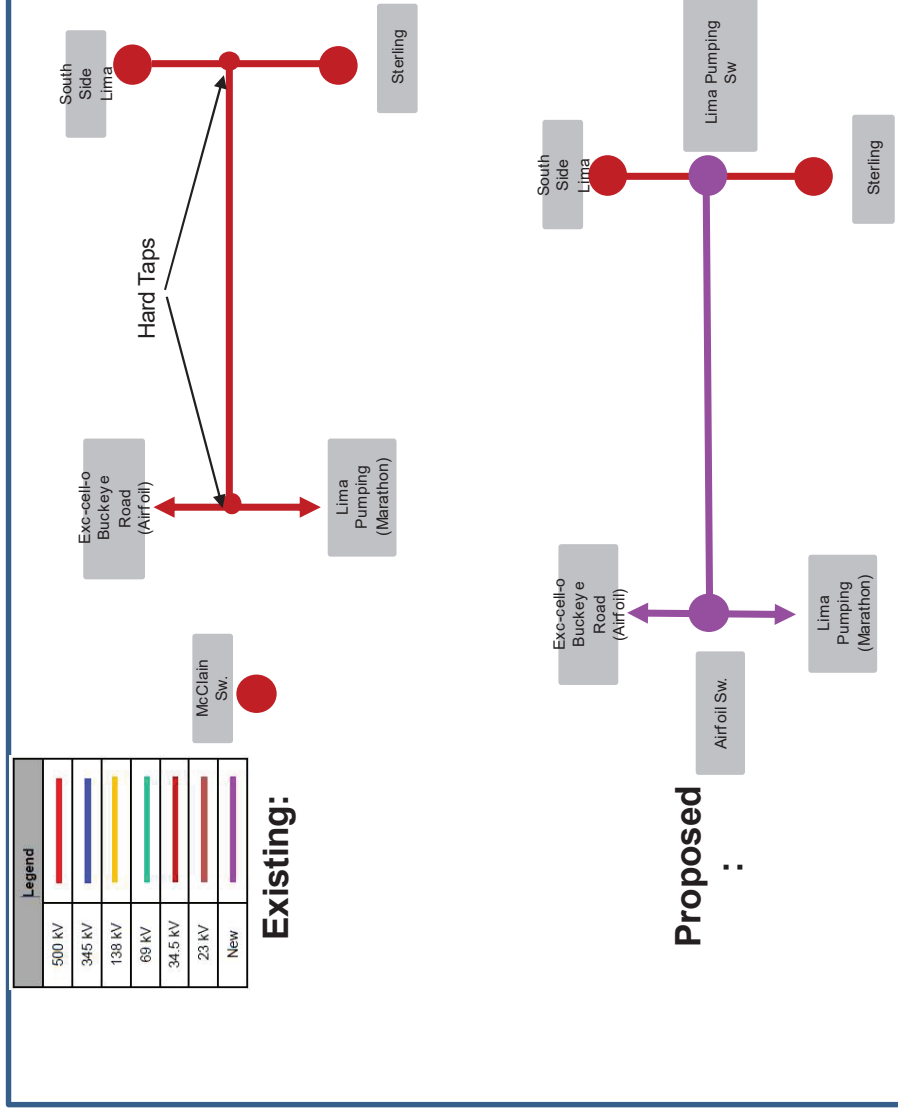 Legend
500 kV
345 kV
138 kV
69 kV
34.5 kV
23 kV
New
Existing:
McClain
Sw.
Exc-cell-o
Buckeye
Road
(Airfoil)
Lima
Pumping
(Marathon)
Hard Taps
South
Side
Lima
Sterling
Proposed
:
Airfoil Sw.
Exc-cell-o
Buckeye
Road
(Airfoil)
Lima
Pumping
(Marathon)
South
Side
Lima
Lima Pumping
Sw
Sterling